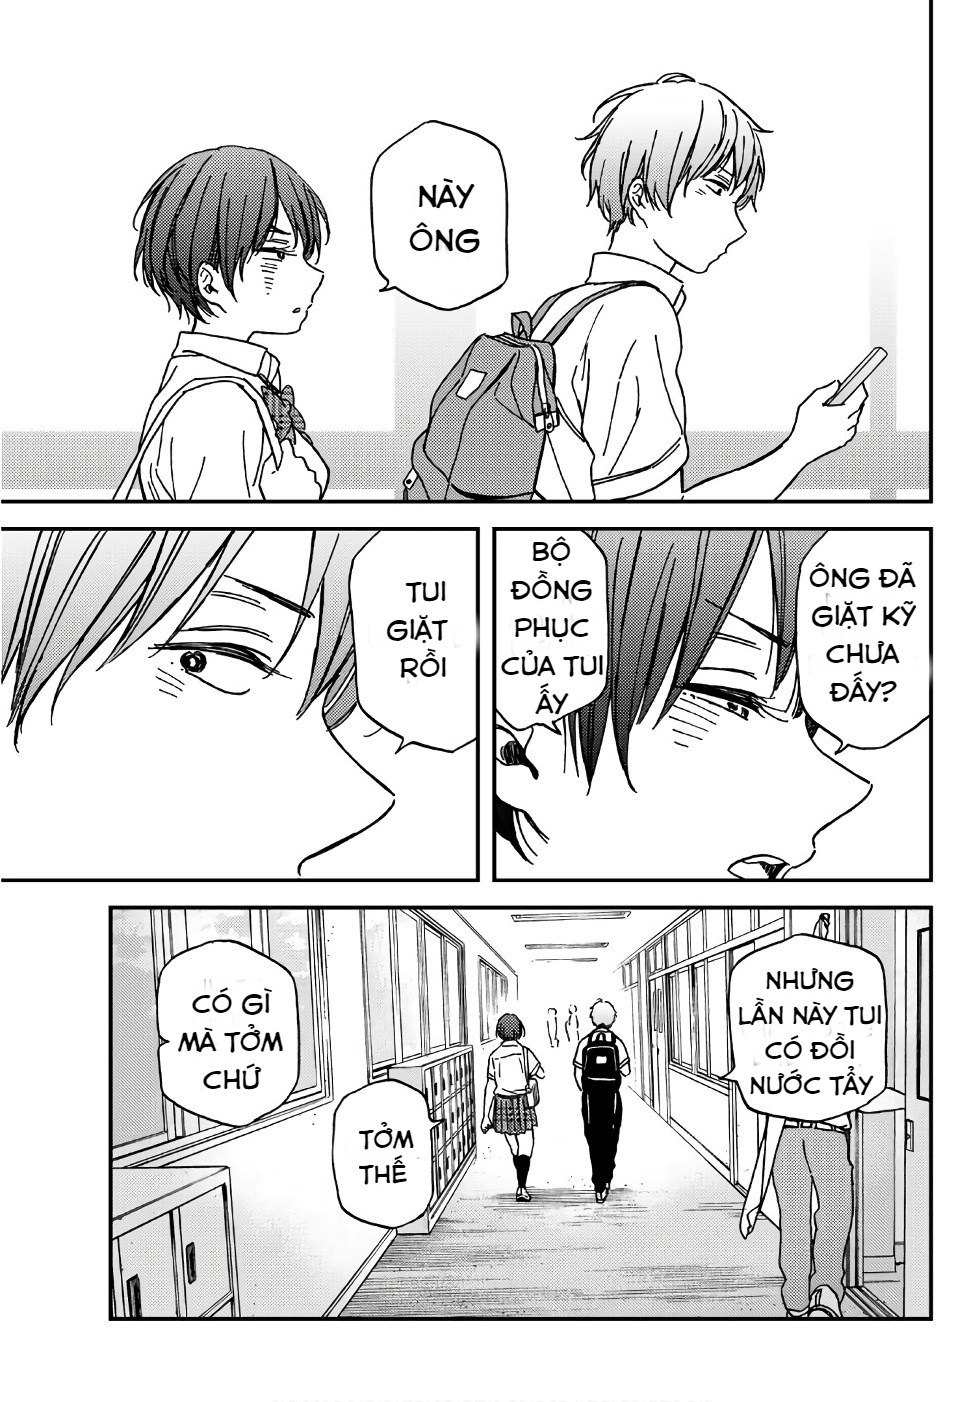 NÀY
ÔNG
ÔNG ĐÃ
GIẶT KỸ
CHƯA
ĐẤY?
BỘ
ĐỒNG
PHỤC
CỦA TUI
ẤY
TUI
GIẶT
RỒI
NHƯNG
LẦN NÀY TUI
CÓ ĐỒI
NƯỚC TẨY
TỞM
THẾ
CÓ GÌ
MÀ TỞM
CHỨ